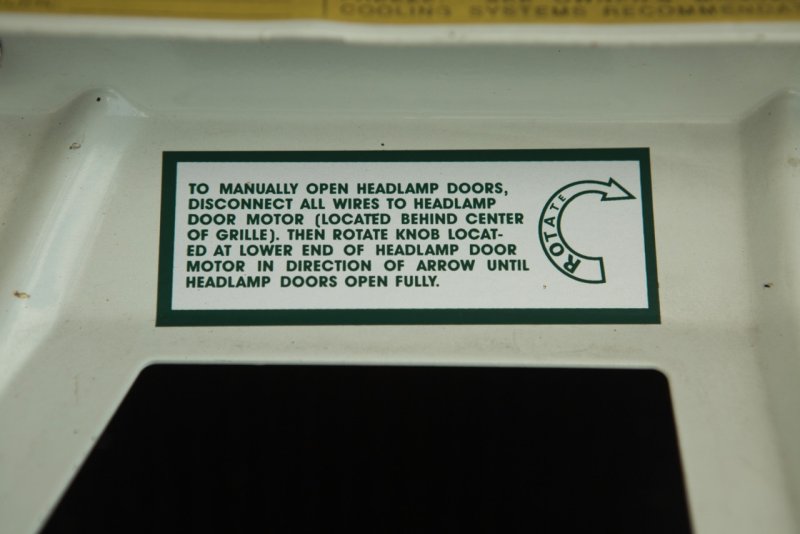 COOLING SYSTEMS
TO MANUALLY OPEN HEADLAMP DOORS,
DISCONNECT ALL WIRES TO HEADLAMP
DOOR MOTOR (LOCATED BEHIND CENTER
OF GRILLE). THEN ROTATE KNOB LOCAT-
ED AT LOWER END OF HEADLAMP DOOR
MOTOR IN DIRECTION OF ARROW UNTIL
HEADLAMP DOORS OPEN FULLY.
ROTATE